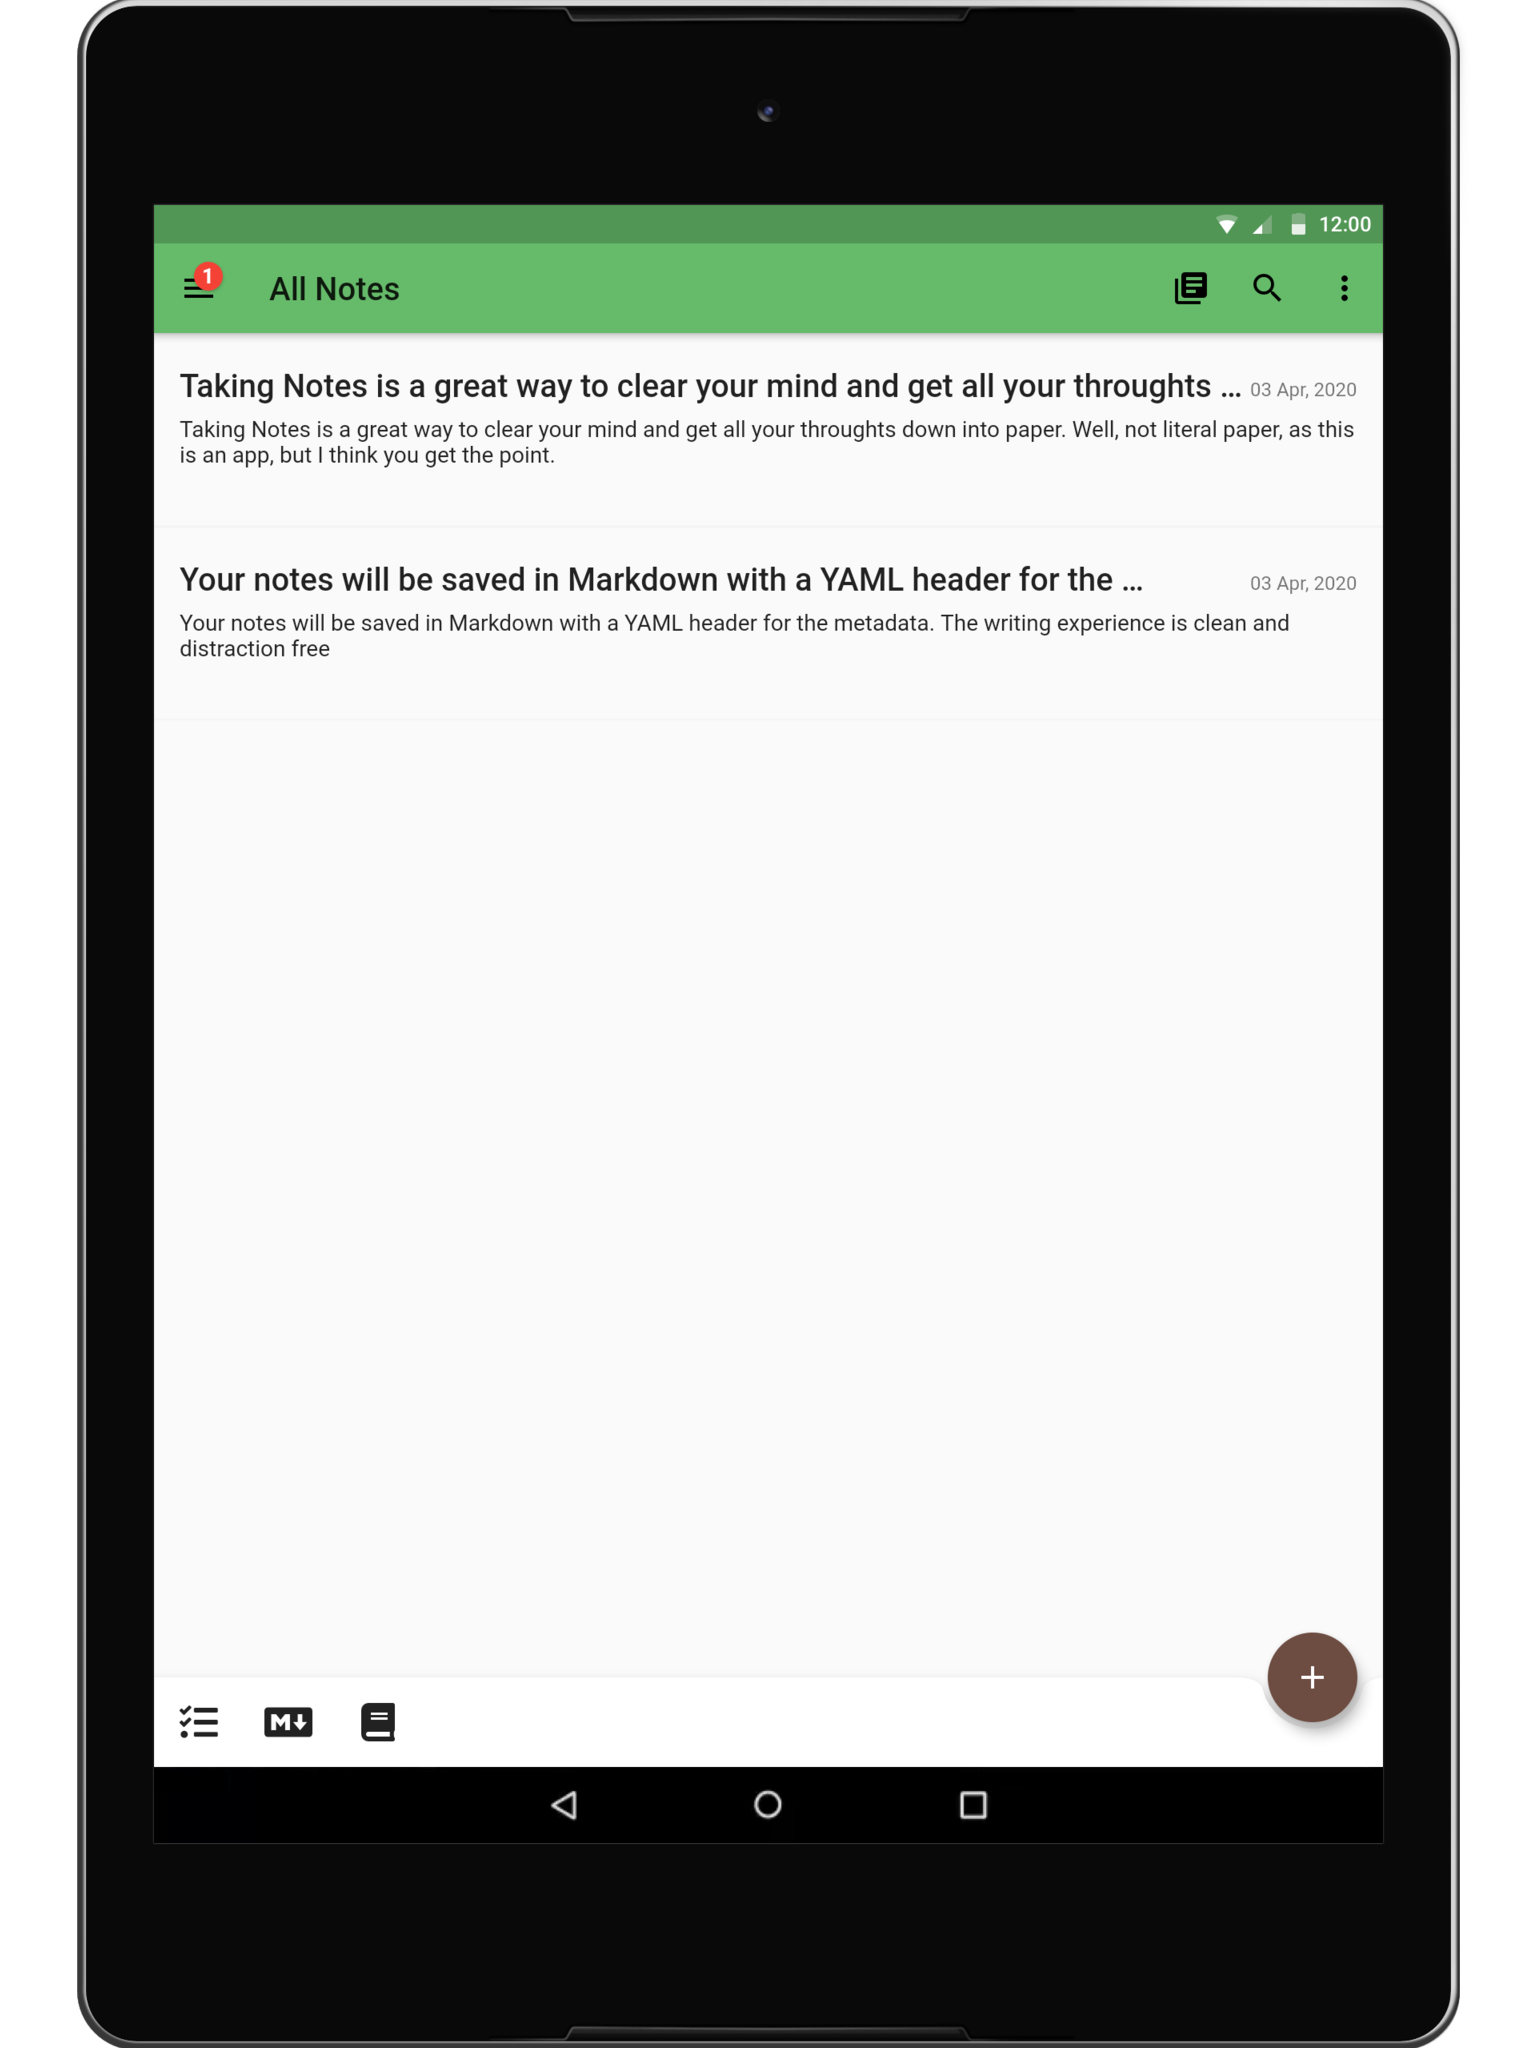 12:00
1
All Notes
Taking Notes is a great way to clear your mind and get all your throughts ... 03 Apr, 2020
Taking Notes is a great way to clear your mind and get all your throughts down into paper. Well, not literal paper, as this
is an app, but I think you get the point.
Your notes will be saved in Markdown with a YAML header for the ... 03 Apr, 2020
Your notes will be saved in Markdown with a YAML header for the metadata. The writing experience is clean and
distraction free
M